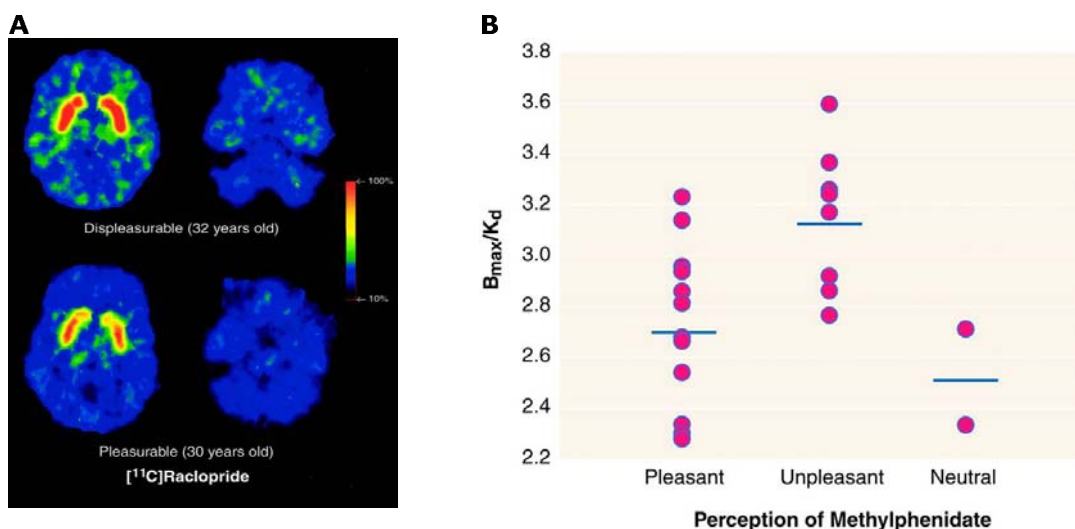 A
100%
Displeasurable (32 years old)
10%
Pleasurable (30 years old)
[¹¹C]Raclopride
B
3.8
3.6
3.4
3.2
3.0
2.8
2.6
2.4
2.2
Bmax/Kd
Pleasant Unpleasant Neutral
Perception of Methylphenidate